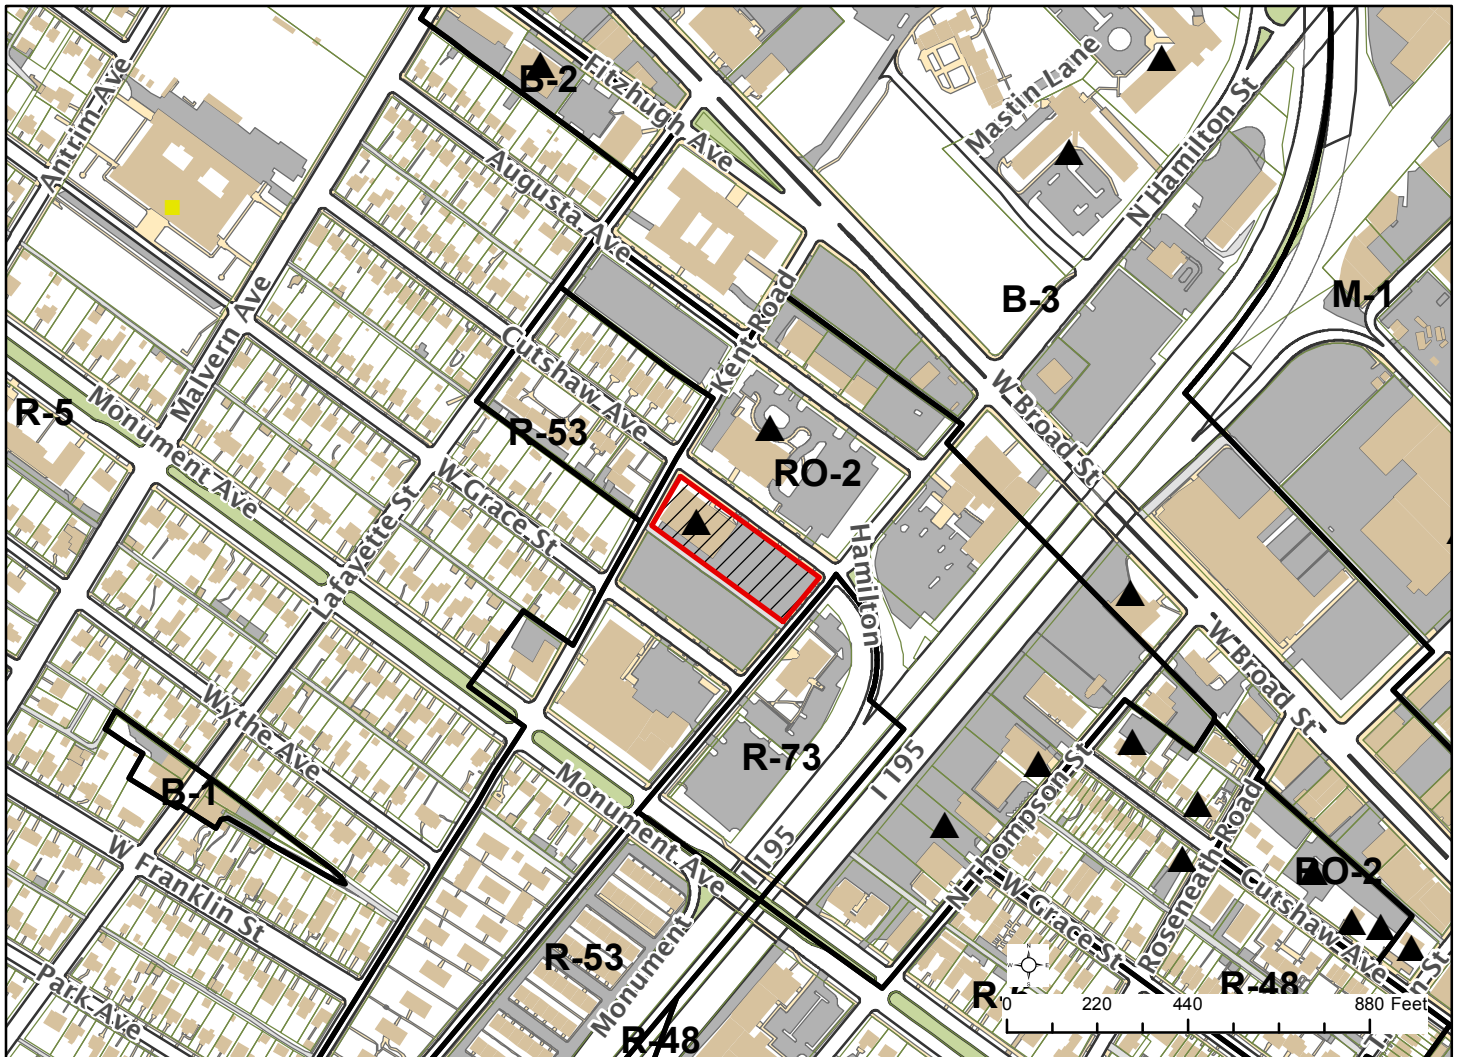 Antrim Ave
B-2
Fitzhugh Ave
Mastin Lane
N Hamilton St
Augusta Ave
Kent Road
B-3
M-1
Malvern Ave
Cutshaw Ave
W Broad St
R-5
Monument Ave
R-53
RO-2
W Grace St
Lafayette St
Hamilton
W Broad St
Wythe Ave
R-73
I 195
B-1
Monument Ave
N Thompson St
W Franklin St
I 195
Roseneath Road
RO-2
Cutshaw Ave
W Grace St
R-53
Monument
Park Ave
R-48
R-48
N
W E
S
0 220 440 880 Feet